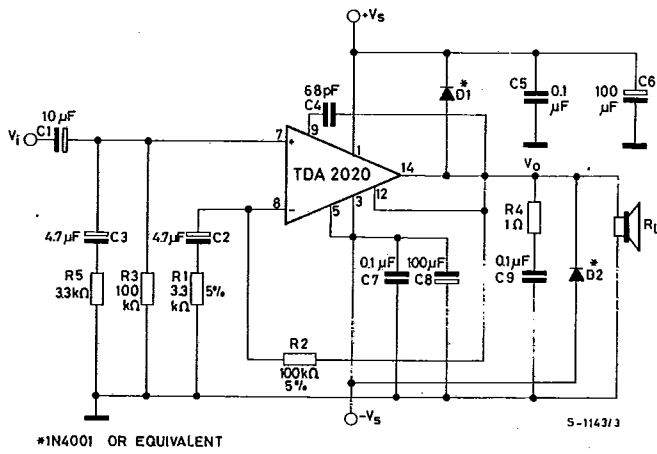 +Vs
68pF
C4
*
D1
C5
0.1
μF
C6
100
μF
10μF
Vi
C1
7
+
9
1
TDA 2020
14
Vo
8
-
5
3
12
R4
1Ω
RL
4.7μF
C3
4.7μF
C2
0.1μF
C7
100μF
C8
0.1μF
C9
*
D2
R5
3.3kΩ
R3
100
kΩ
R1
3.3
kΩ
5%
R2
100kΩ
5%
-Vs
S-1143/3
*1N4001 OR EQUIVALENT